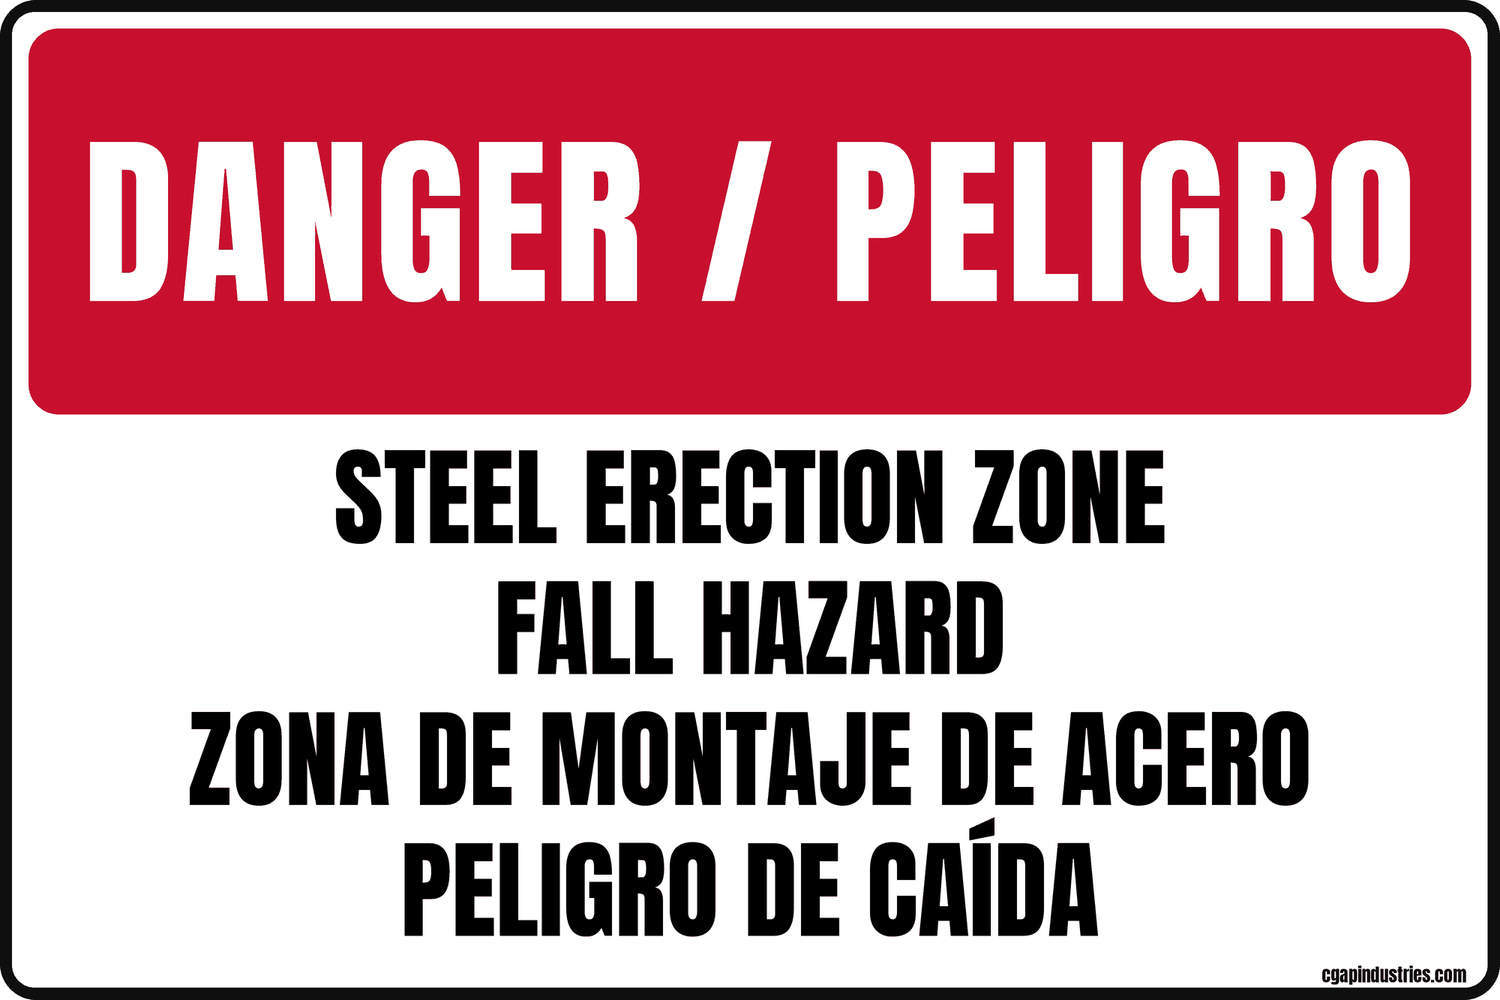 DANGER / PELIGRO
STEEL ERECTION ZONE
FALL HAZARD
ZONA DE MONTAJE DE ACERO
PELIGRO DE CAÍDA
cgapindustries.com